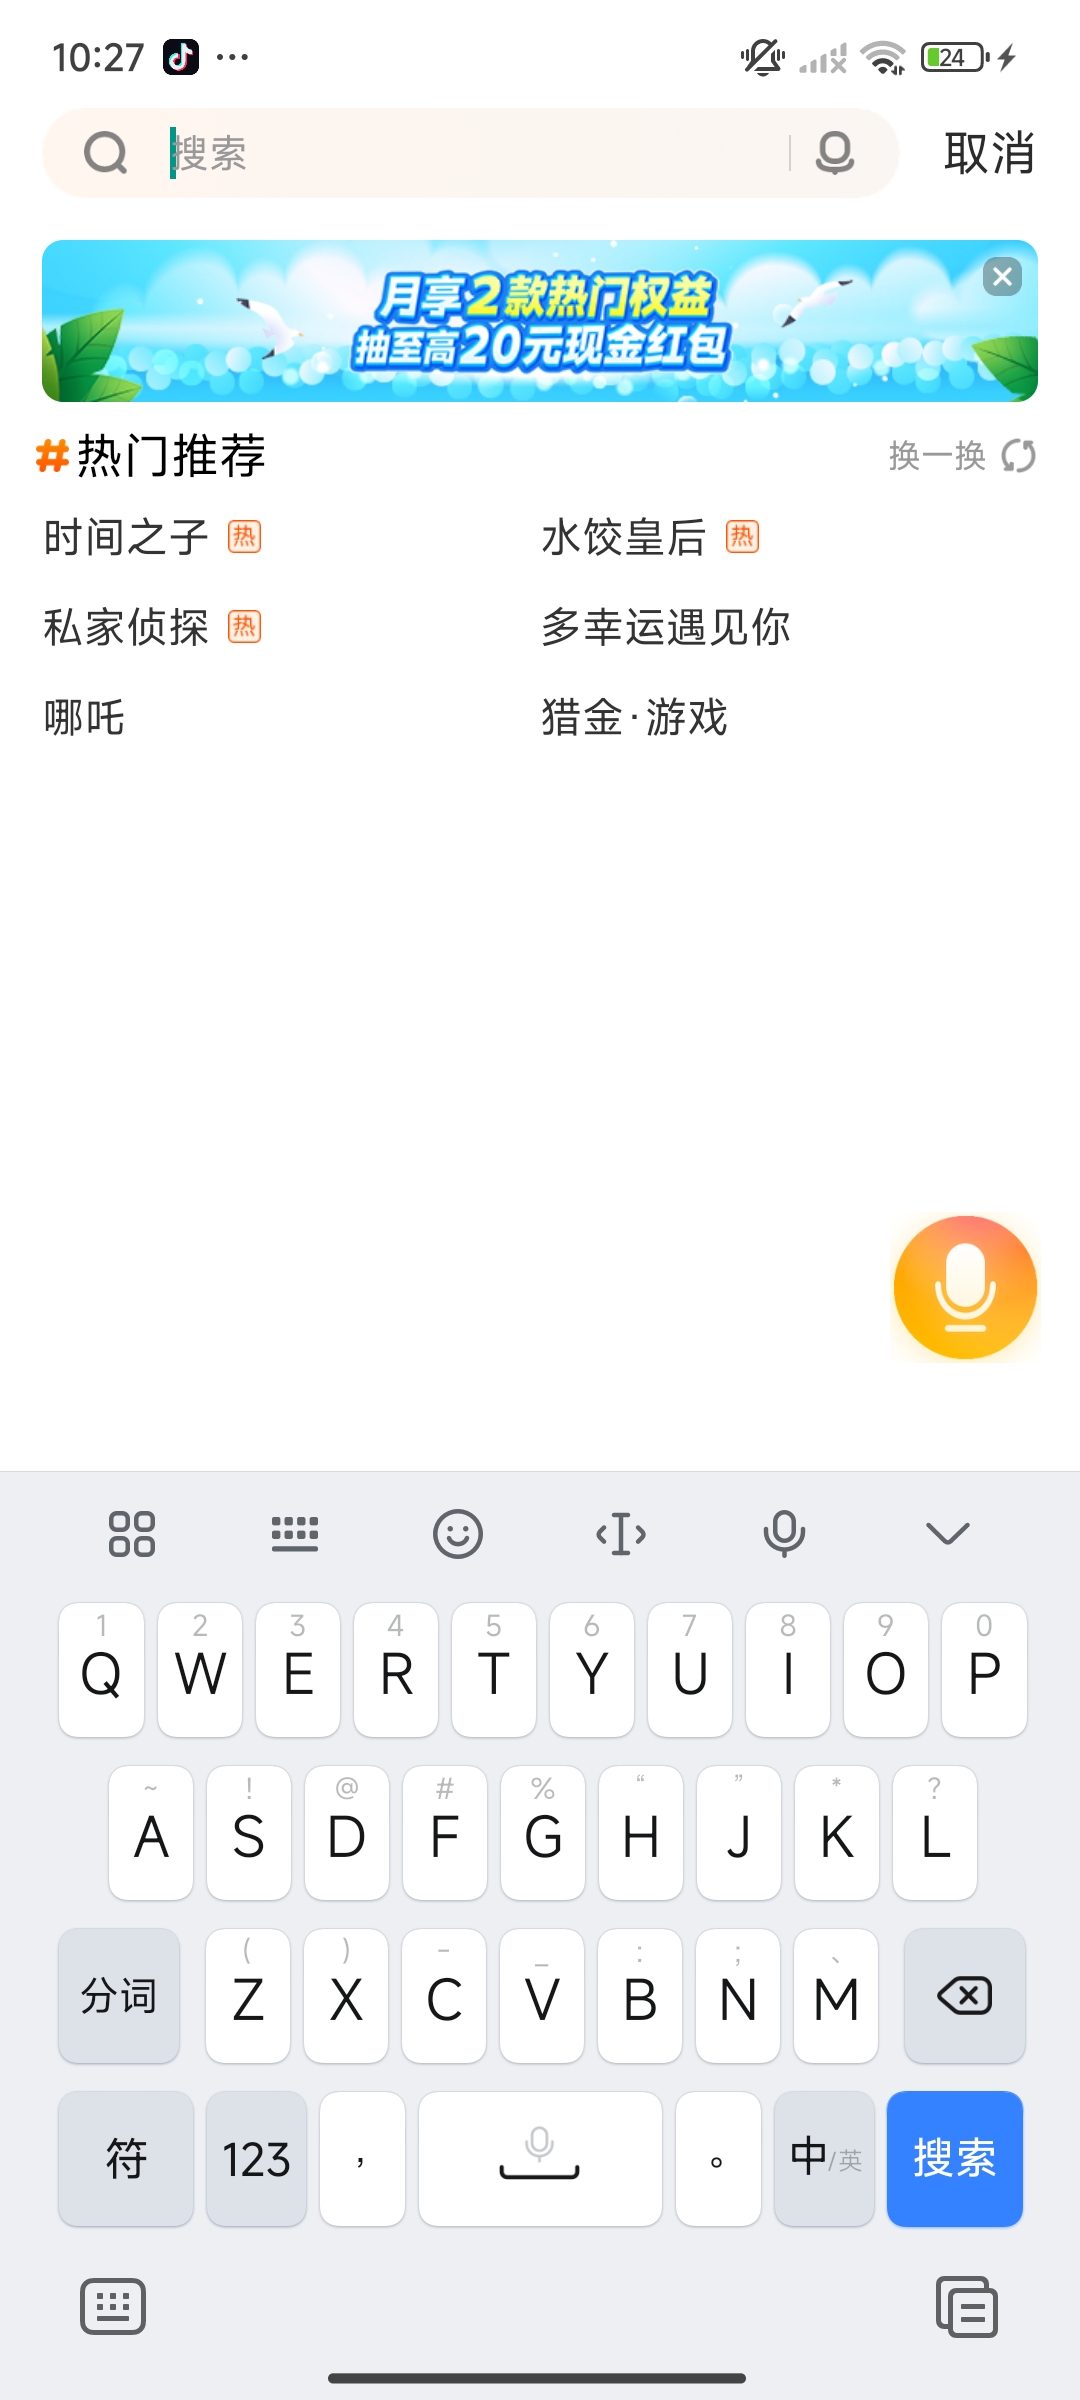 10:27 ... 24
搜索 取消
月享2款热门权益
抽至高20元现金红包
#热门推荐 换一换
时间之子 热 水饺皇后 热
私家侦探 热 多幸运遇见你
哪吒 猎金·游戏
1 2 3 4 5 6 7 8 9 0
Q W E R T Y U I O P
~ ! @ # % “ ” * ?
A S D F G H J K L
( ) - _ : ; 、
分词 Z X C V B N M
符 123 , 。 中/英 搜索